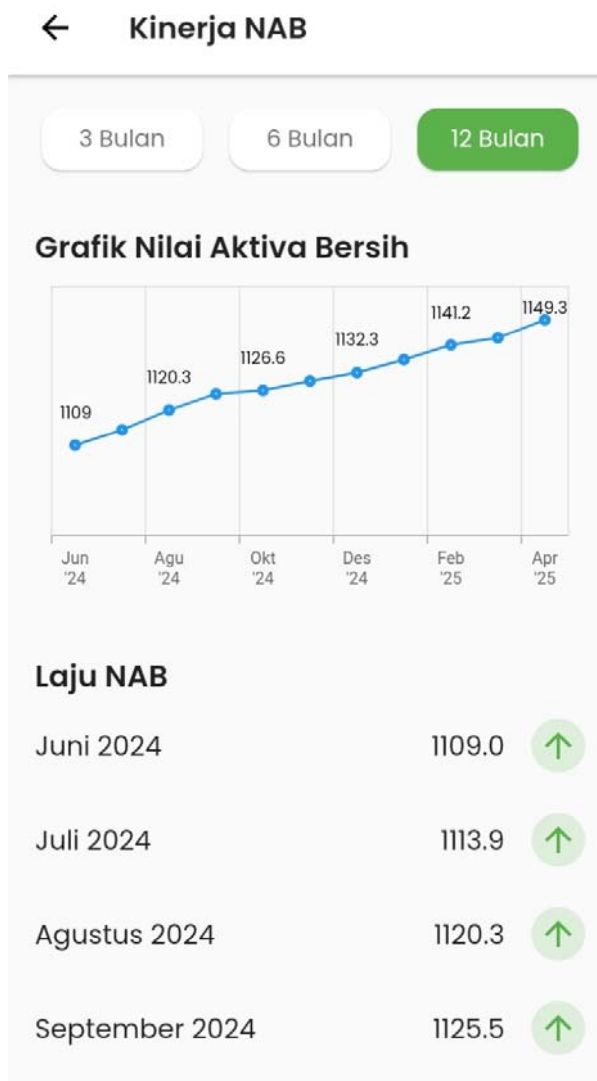 Kinerja NAB
3 Bulan 6 Bulan 12 Bulan
Grafik Nilai Aktiva Bersih
1109 1120.3 1126.6 1132.3 1141.2 1149.3
Jun Agu Okt Des Feb Apr
'24 '24 '24 '24 '25 '25
Laju NAB
Juni 2024 1109.0
Juli 2024 1113.9
Agustus 2024 1120.3
September 2024 1125.5